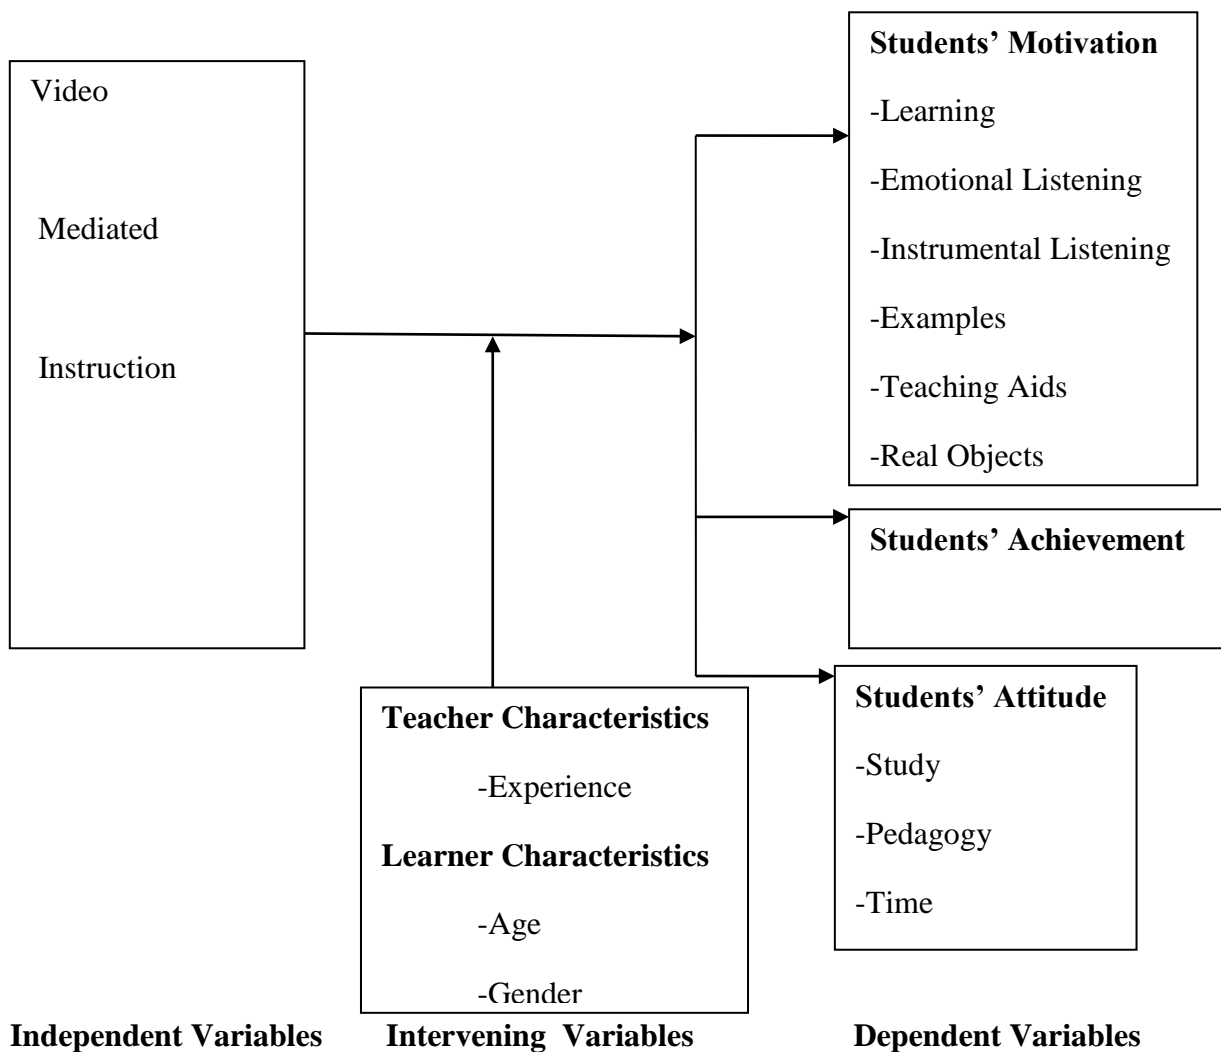 Video
Mediated
Instruction
Students’ Motivation
-Learning
-Emotional Listening
-Instrumental Listening
-Examples
-Teaching Aids
-Real Objects
Students’ Achievement
Students’ Attitude
-Study
-Pedagogy
-Time
Teacher Characteristics
-Experience
Learner Characteristics
-Age
-Gender
Independent Variables
Intervening Variables
Dependent Variables